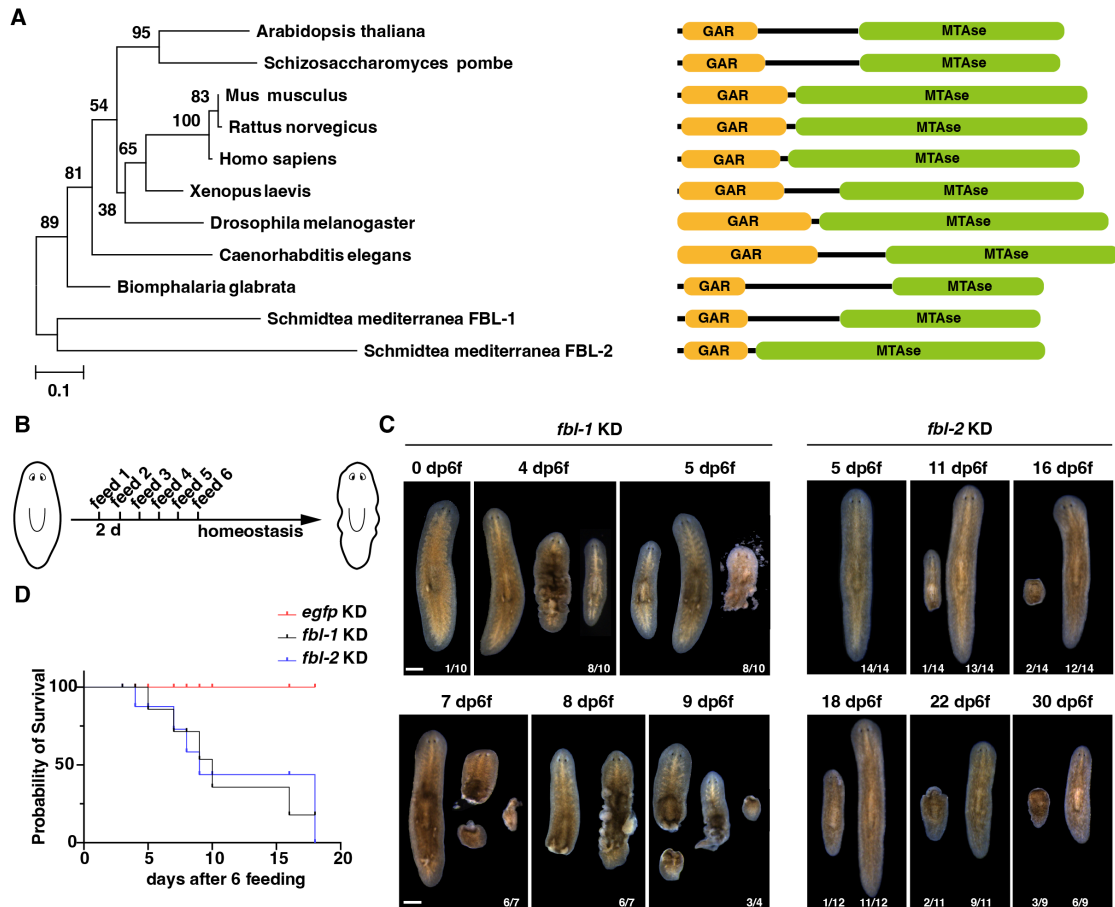 A
95
Arabidopsis thaliana
GAR
MTAse
Schizosaccharomyces pombe
GAR
MTAse
54
83
Mus musculus
GAR
MTAse
100
Rattus norvegicus
GAR
MTAse
65
Homo sapiens
GAR
MTAse
81
Xenopus laevis
GAR
MTAse
38
Drosophila melanogaster
GAR
MTAse
89
Caenorhabditis elegans
GAR
MTAse
Biomphalaria glabrata
GAR
MTAse
Schmidtea mediterranea FBL-1
GAR
MTAse
Schmidtea mediterranea FBL-2
GAR
MTAse
0.1
B
feed 1
feed 2
feed 3
feed 4
feed 5
feed 6
2 d
homeostasis
C
fbl-1 KD
0 dp6f
4 dp6f
5 dp6f
1/10
8/10
8/10
7 dp6f
8 dp6f
9 dp6f
6/7
6/7
3/4
fbl-2 KD
5 dp6f
11 dp6f
16 dp6f
14/14
1/14
13/14
2/14
12/14
18 dp6f
22 dp6f
30 dp6f
1/12
11/12
2/11
9/11
3/9
6/9
D
egfp KD
fbl-1 KD
fbl-2 KD
Probability of Survival
100
50
0
0
5
10
15
20
days after 6 feeding